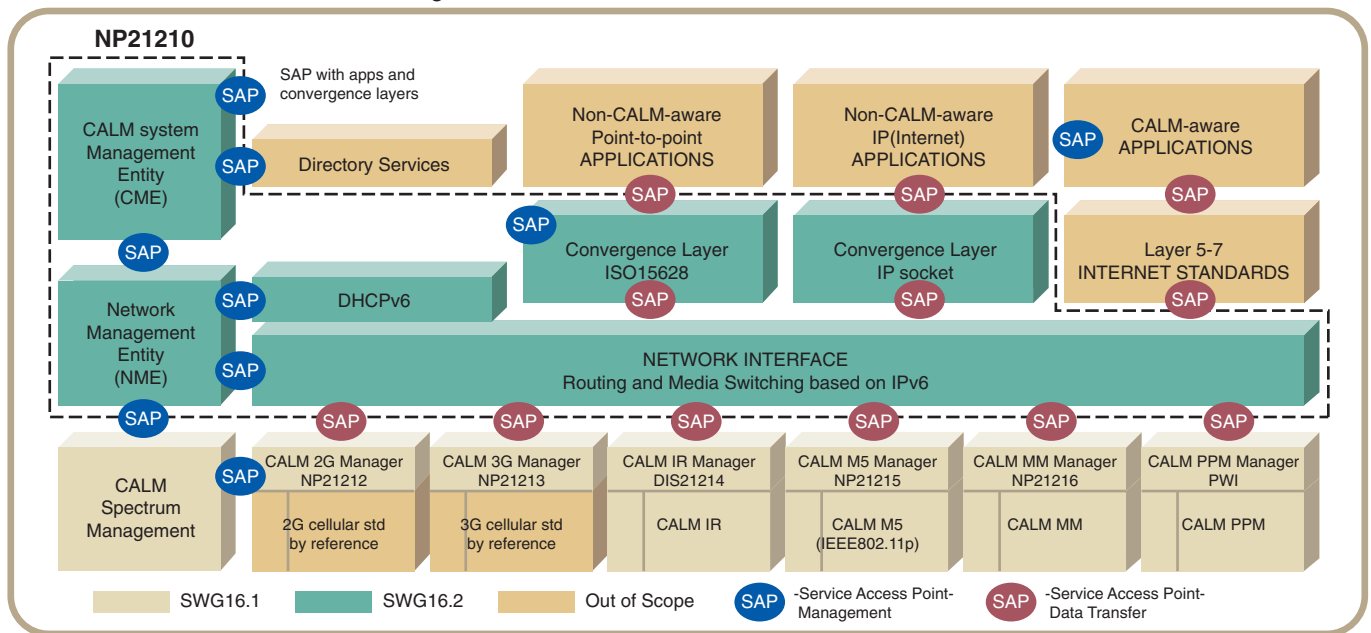 NP21210
SAP with apps and
convergence layers
SAP
CALM system
Management
Entity
(CME)
SAP
Directory Services
Non-CALM-aware
Point-to-point
APPLICATIONS
SAP
Non-CALM-aware
IP(Internet)
APPLICATIONS
SAP
SAP
CALM-aware
APPLICATIONS
SAP
SAP
SAP
Convergence Layer
ISO15628
SAP
Convergence Layer
IP socket
SAP
Layer 5-7
INTERNET STANDARDS
SAP
Network
Management
Entity
(NME)
SAP
DHCPv6
SAP
NETWORK INTERFACE
Routing and Media Switching based on IPv6
SAP
SAP
SAP
SAP
SAP
SAP
SAP
CALM
Spectrum
Management
SAP
CALM 2G Manager
NP21212
2G cellular std
by reference
CALM 3G Manager
NP21213
3G cellular std
by reference
CALM IR Manager
DIS21214
CALM IR
CALM M5 Manager
NP21215
CALM M5
(IEEE802.11p)
CALM MM Manager
NP21216
CALM MM
CALM PPM Manager
PWI
CALM PPM
SWG16.1
SWG16.2
Out of Scope
SAP
-Service Access Point-
Management
SAP
-Service Access Point-
Data Transfer